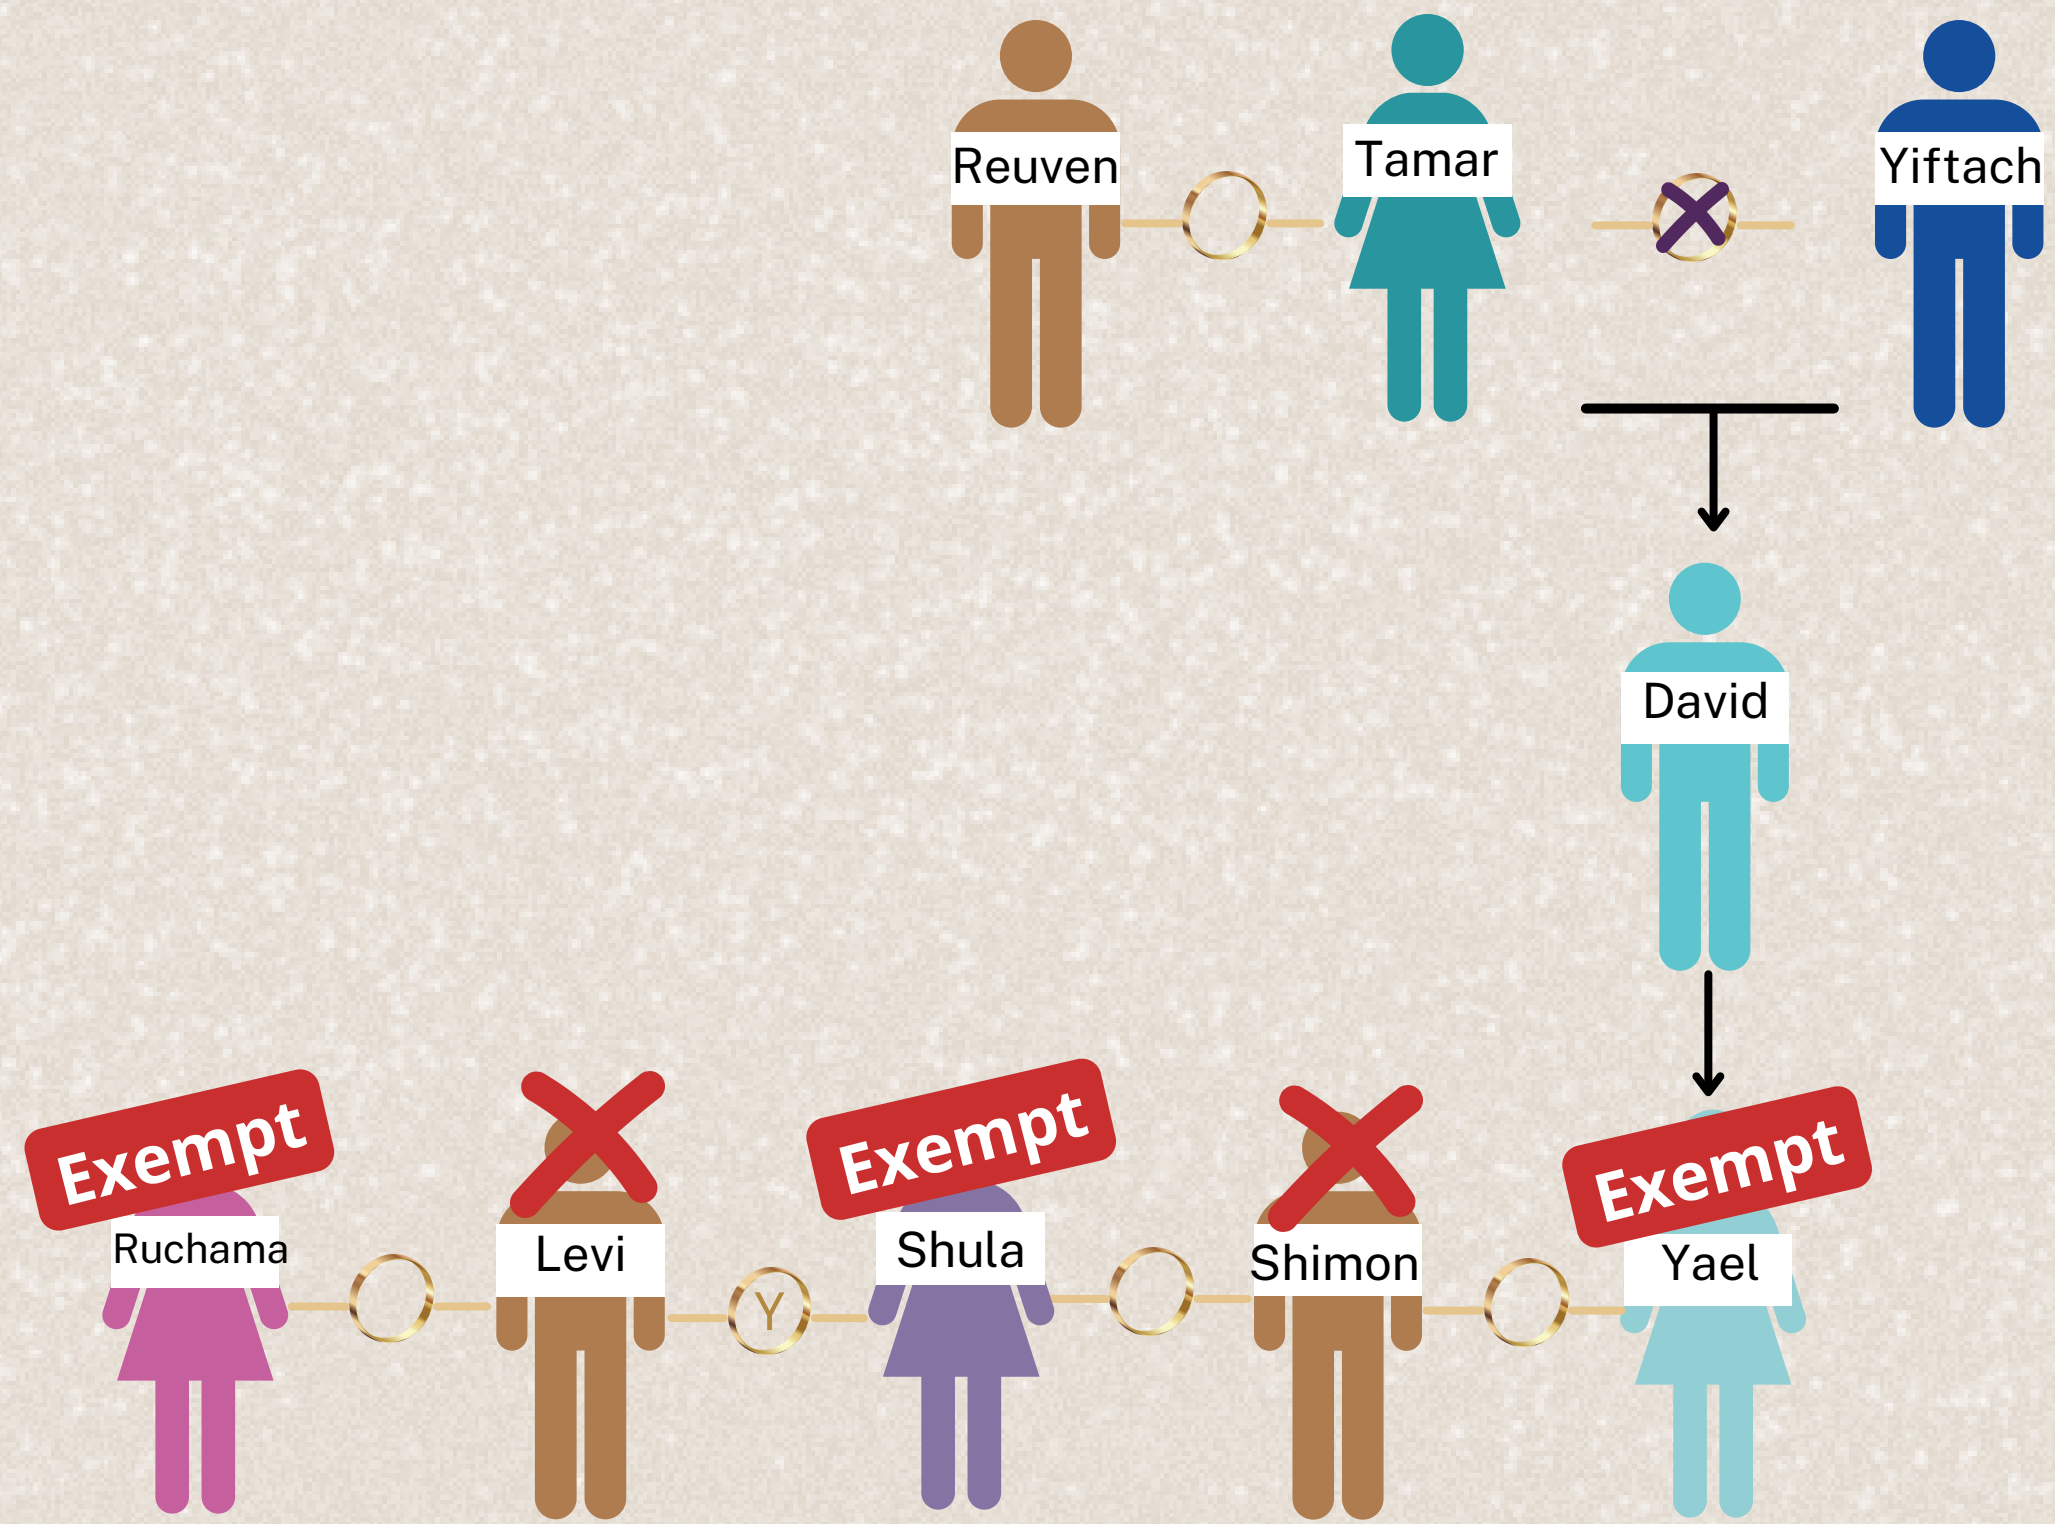 Reuven
Tamar
Yiftach
David
Exempt
Exempt
Exempt
Ruchama
Levi
Y
Shula
Shimon
Yael